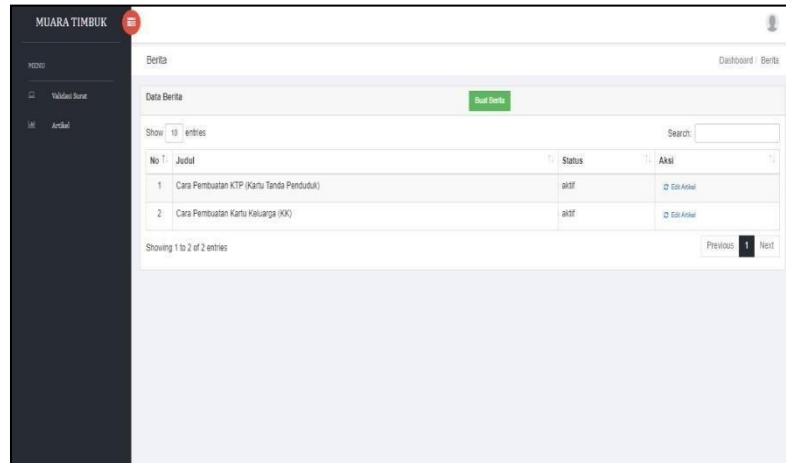 MUARA TIMBUK
Berita
Dashboard / Berita
MENU
Validasi Surat
Artikel
Data Berita
Buat Berita
Show 10 entries
Search:
No Judul Status Aksi
1 Cara Pembuatan KTP (Kartu Tanda Penduduk) aktif Edit Artikel
2 Cara Pembuatan Kartu Keluarga (KK) aktif Edit Artikel
Showing 1 to 2 of 2 entries
Previous 1 Next